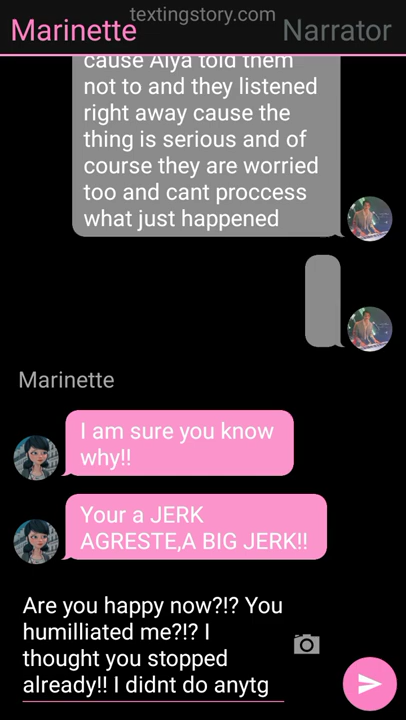 textingstory.com
Marinette
Narrator
cause Alya told them
not to and they listened
right away cause the
thing is serious and of
course they are worried
too and cant proccess
what just happened
Marinette
I am sure you know
why!!
Your a JERK
AGRESTE,A BIG JERK!!
Are you happy now?!? You
humilliated me?!? I
thought you stopped
already!! I didnt do anytg